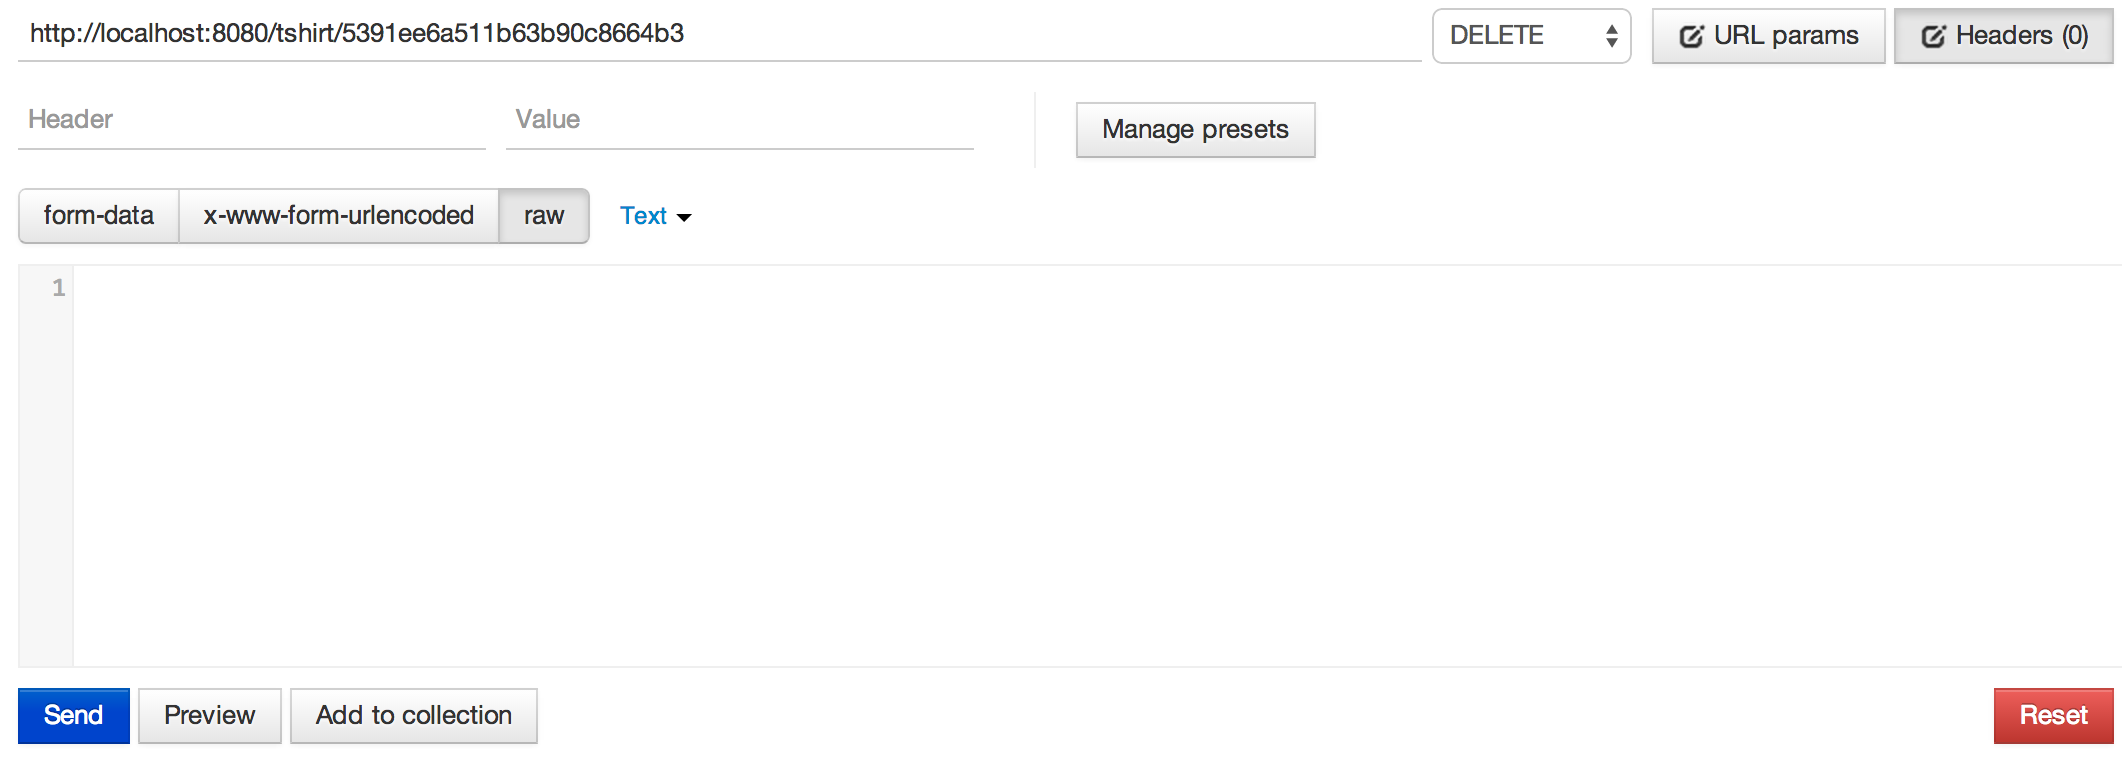 http://localhost:8080/tshirt/5391ee6a511b63b90c8664b3 DELETE URL params Headers (0)
Header Value Manage presets
form-data x-www-form-urlencoded raw Text
1
Send Preview Add to collection Reset